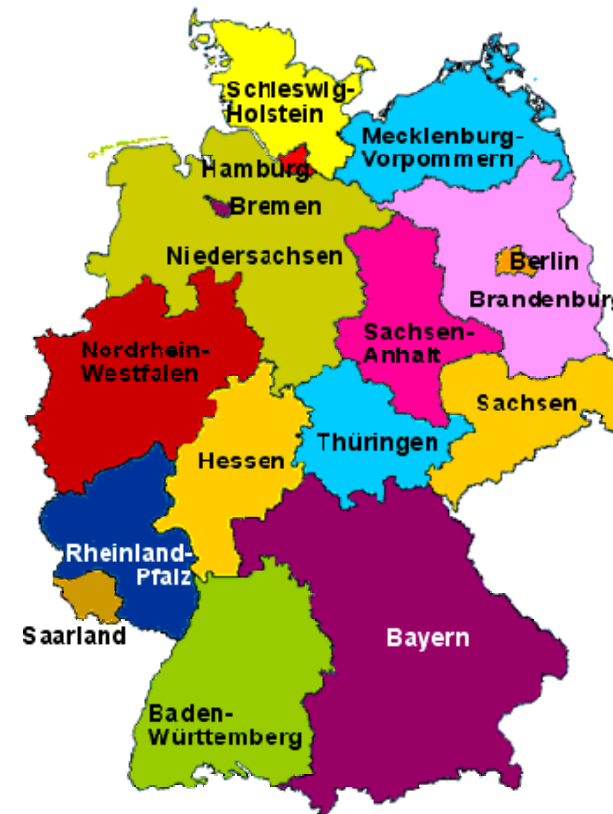 Schleswig-
Holstein
Mecklenburg-
Vorpommern
Hamburg
Bremen
Niedersachsen
Berlin
Brandenburg
Sachsen-
Anhalt
Nordrhein-
Westfalen
Sachsen
Thüringen
Hessen
Rheinland-
Pfalz
Saarland
Bayern
Baden-
Württemberg